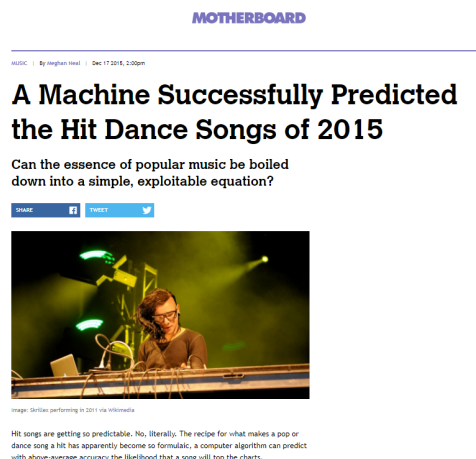 MOTHERBOARD
MUSIC | By Meghan Neal | Dec 17 2015, 2:00pm
A Machine Successfully Predicted
the Hit Dance Songs of 2015
Can the essence of popular music be boiled
down into a simple, exploitable equation?
SHARE
TWEET
Image: Skrillex performing in 2011 via Wikimedia
Hit songs are getting so predictable. No, literally. The recipe for what makes a pop or
dance song a hit has apparently become so formulaic, a computer algorithm can predict
with above-average accuracy the likelihood that a song will top the charts.